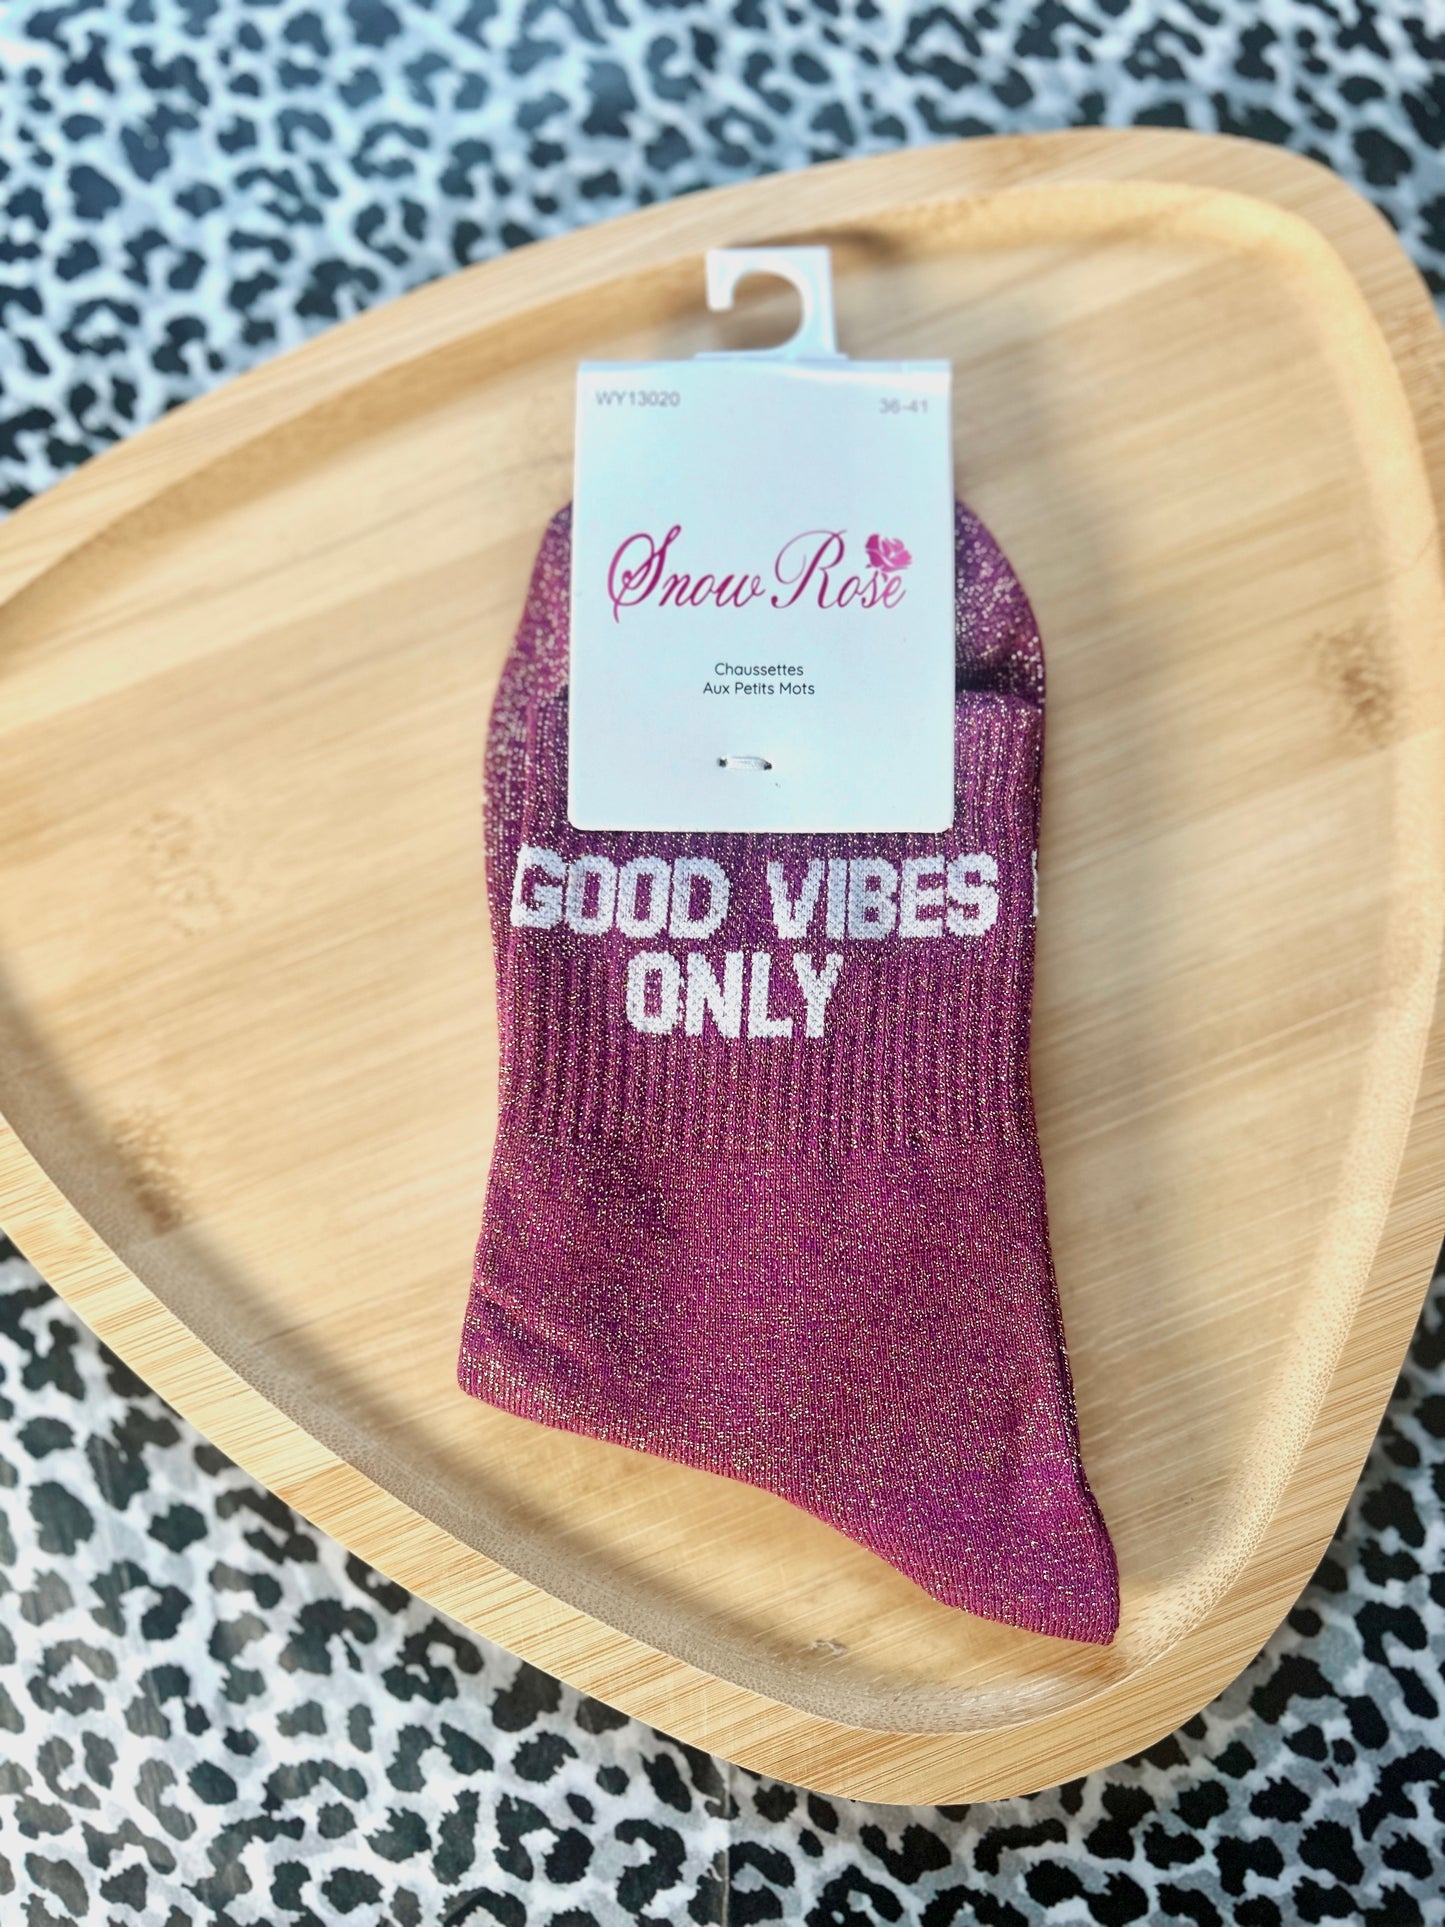 WY13020 36-41
Snow Rose
Chaussettes
Aux Petits Mots
GOOD VIBES
ONLY